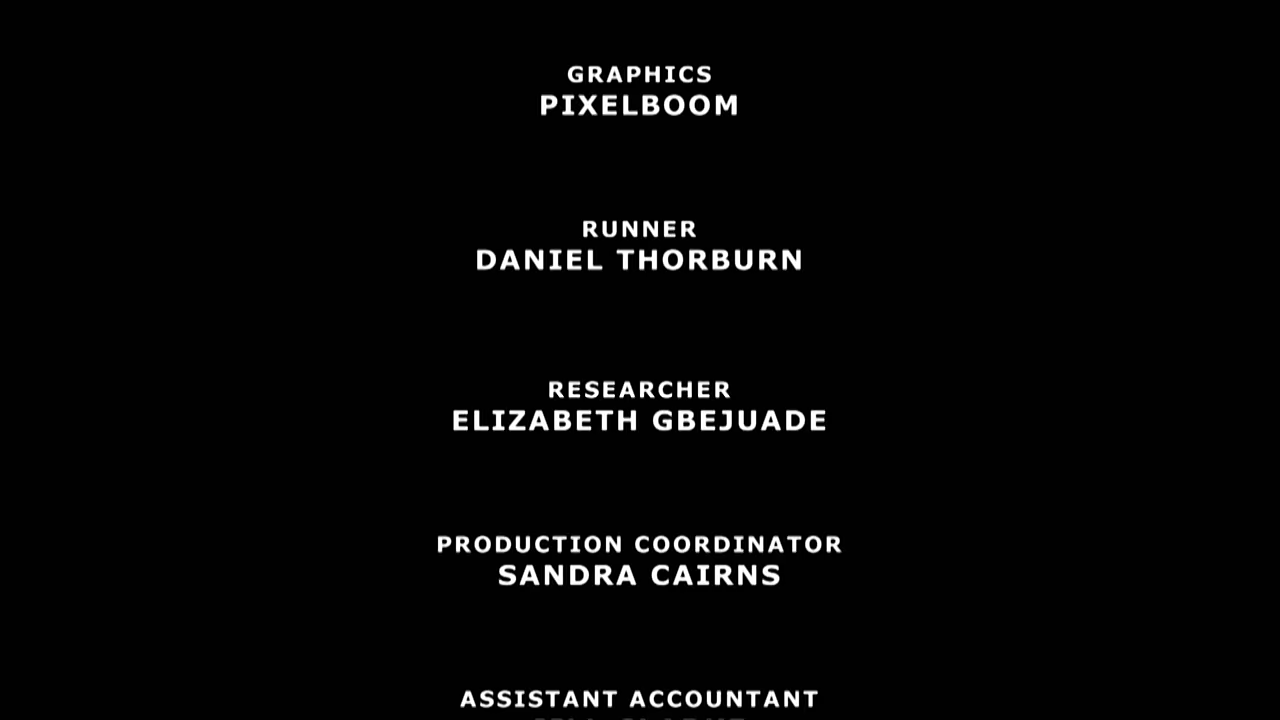 GRAPHICS
PIXELBOOM
RUNNER
DANIEL THORBURN
RESEARCHER
ELIZABETH GBEJUADE
PRODUCTION COORDINATOR
SANDRA CAIRNS
ASSISTANT ACCOUNTANT